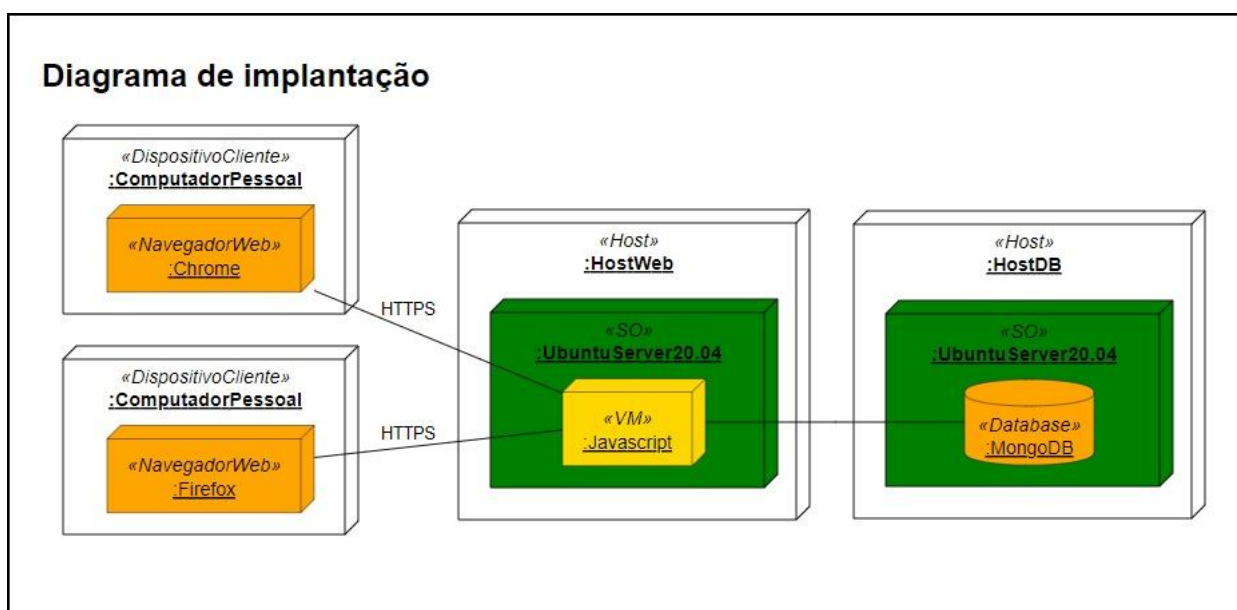 Diagrama de implantação
«DispositivoCliente»
:ComputadorPessoal
«NavegadorWeb»
:Chrome
HTTPS
«DispositivoCliente»
:ComputadorPessoal
«NavegadorWeb»
:Firefox
HTTPS
«Host»
:HostWeb
«SO»
:UbuntuServer20.04
«VM»
:Javascript
«Host»
:HostDB
«SO»
:UbuntuServer20.04
«Database»
:MongoDB